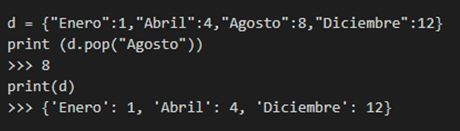 d = {"Enero":1,"Abril":4,"Agosto":8,"Diciembre":12}
print (d.pop("Agosto"))
>>> 8
print(d)
>>> {'Enero': 1, 'Abril': 4, 'Diciembre': 12}